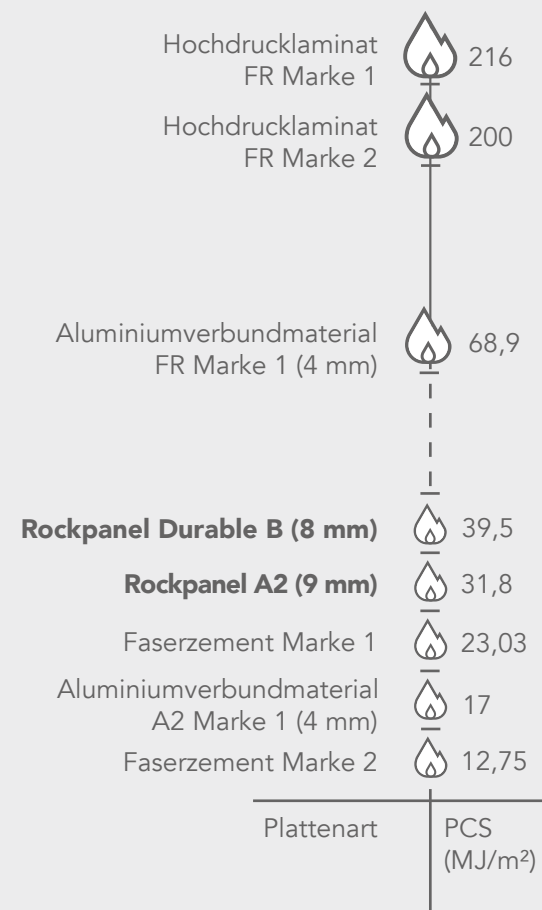 Hochdrucklaminat
FR Marke 1
216
Hochdrucklaminat
FR Marke 2
200
Aluminiumverbundmaterial
FR Marke 1 (4 mm)
68,9
Rockpanel Durable B (8 mm)
39,5
Rockpanel A2 (9 mm)
31,8
Faserzement Marke 1
23,03
Aluminiumverbundmaterial
A2 Marke 1 (4 mm)
17
Faserzement Marke 2
12,75
Plattenart
PCS
(MJ/m²)